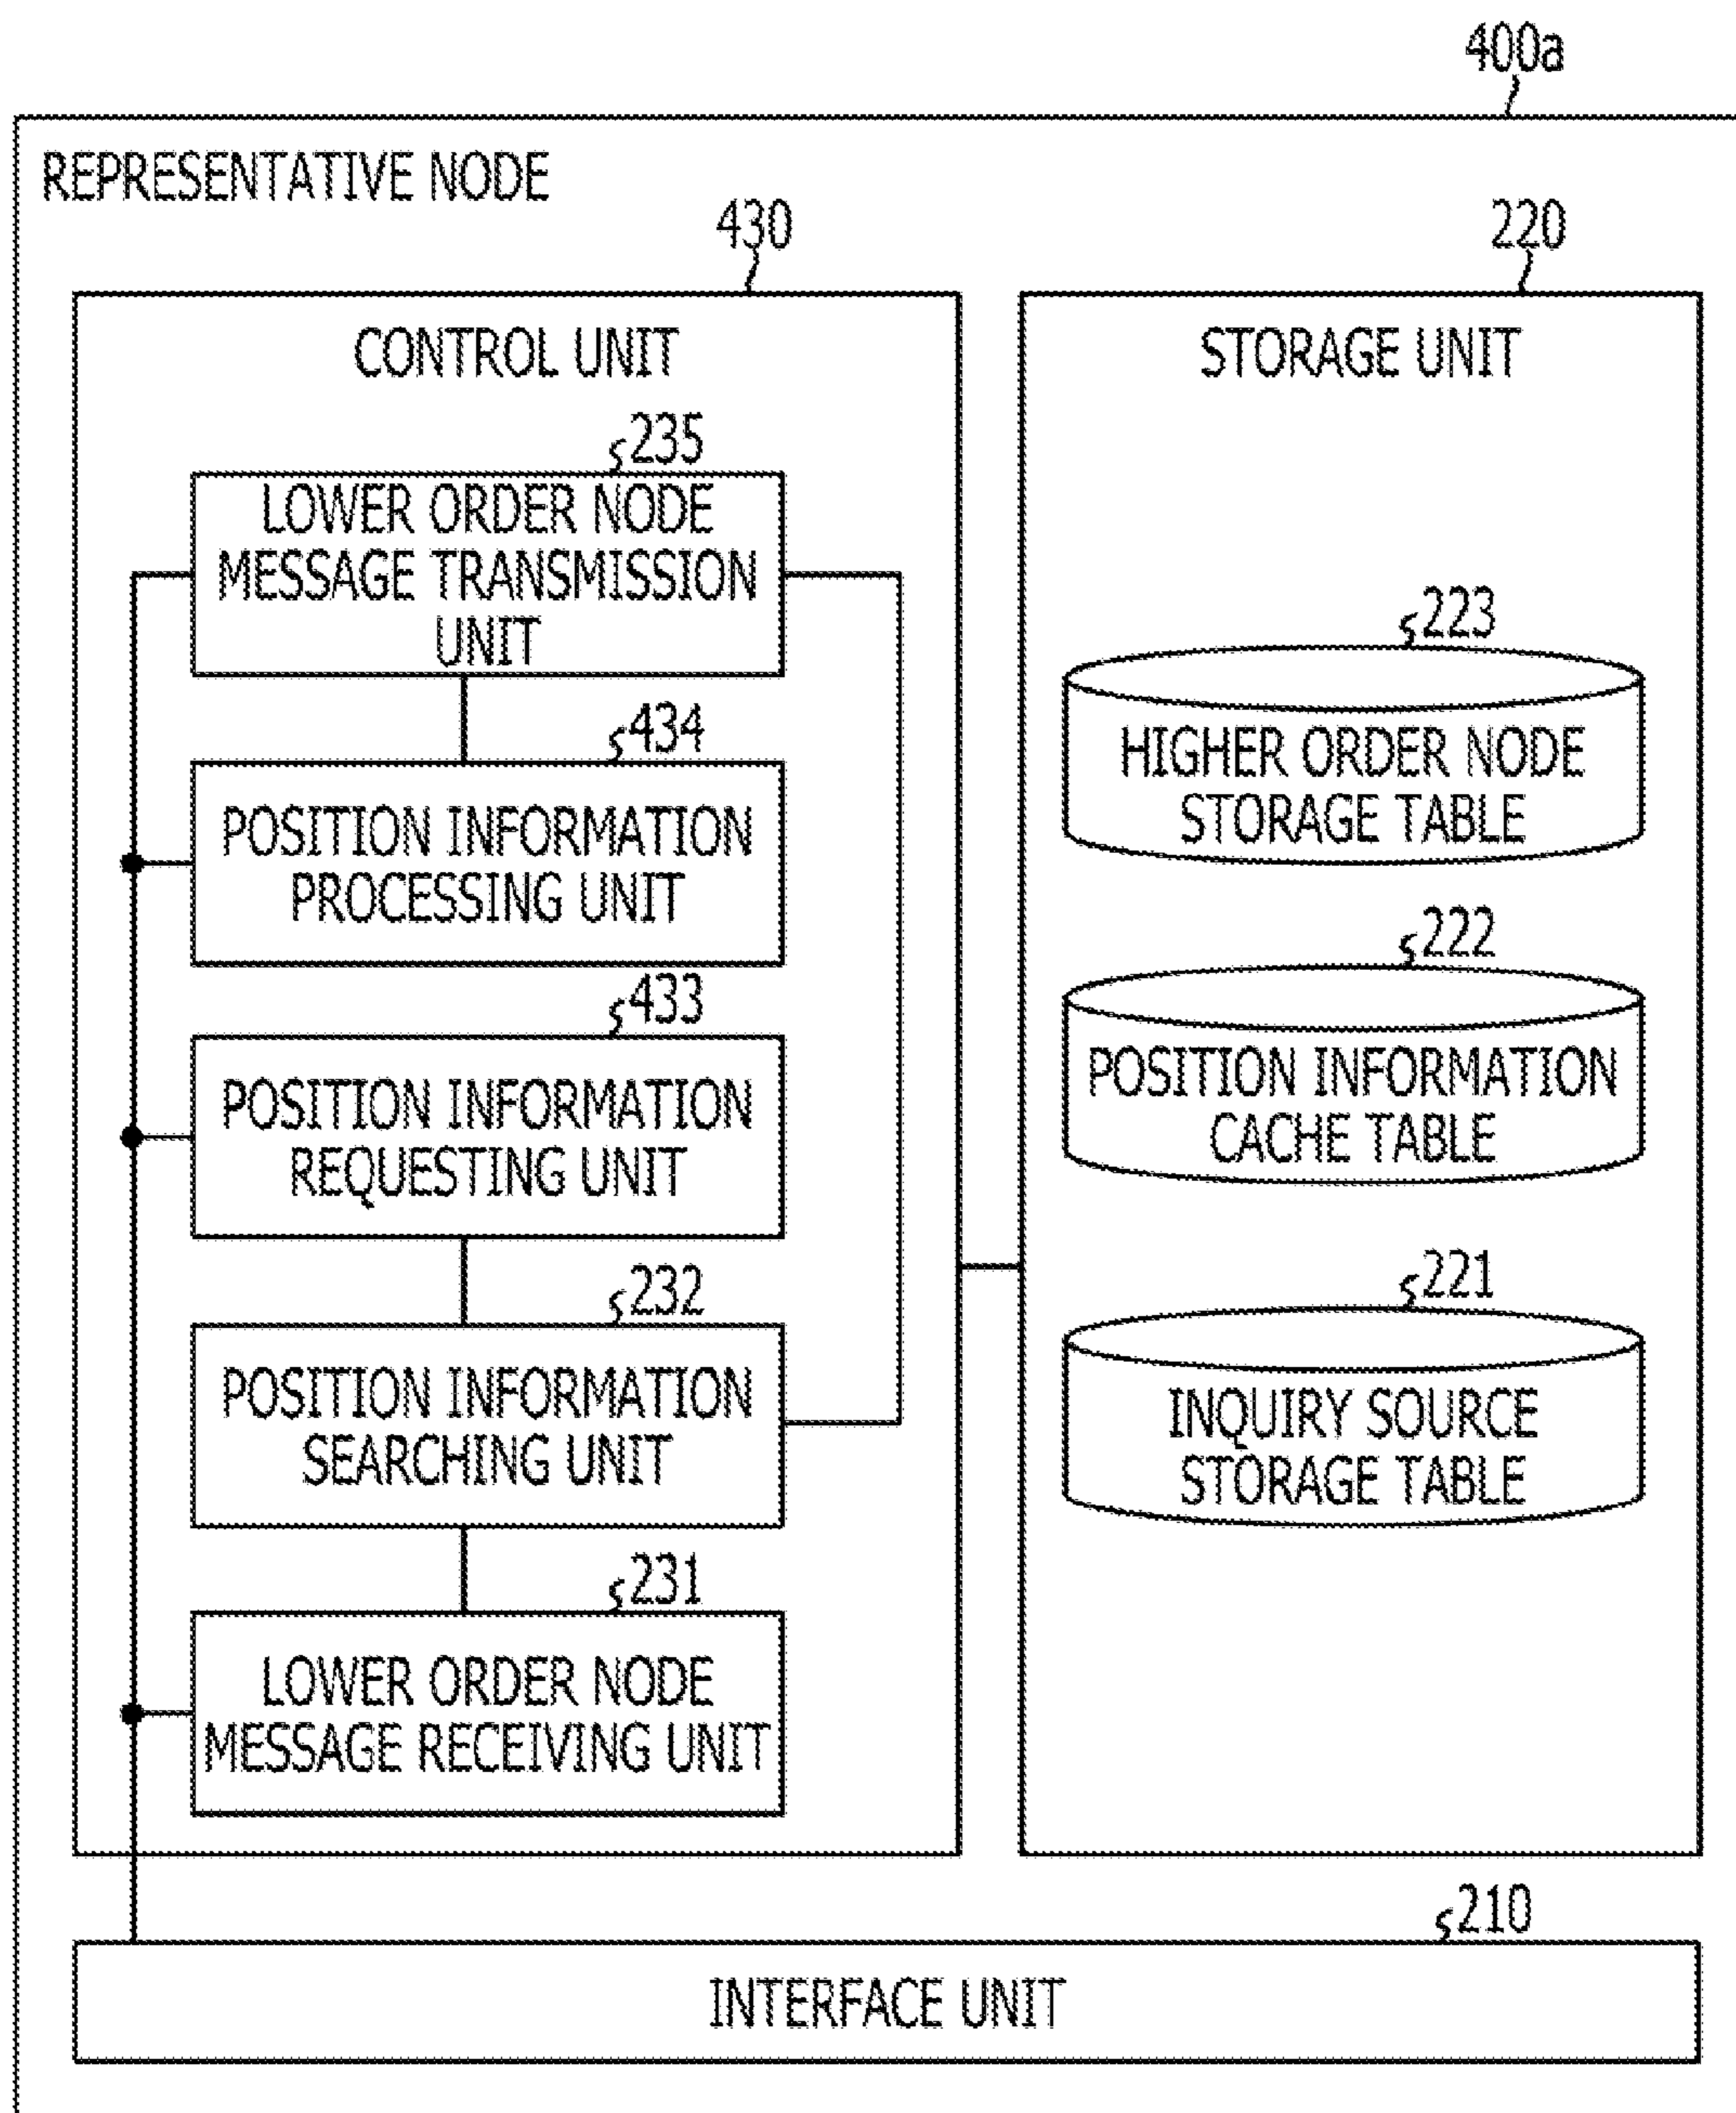 400a
REPRESENTATIVE NODE
430
220
CONTROL UNIT
STORAGE UNIT
235
LOWER ORDER NODE
MESSAGE TRANSMISSION
UNIT
434
POSITION INFORMATION
PROCESSING UNIT
433
POSITION INFORMATION
REQUESTING UNIT
232
POSITION INFORMATION
SEARCHING UNIT
231
LOWER ORDER NODE
MESSAGE RECEIVING UNIT
223
HIGHER ORDER NODE
STORAGE TABLE
222
POSITION INFORMATION
CACHE TABLE
221
INQUIRY SOURCE
STORAGE TABLE
210
INTERFACE UNIT